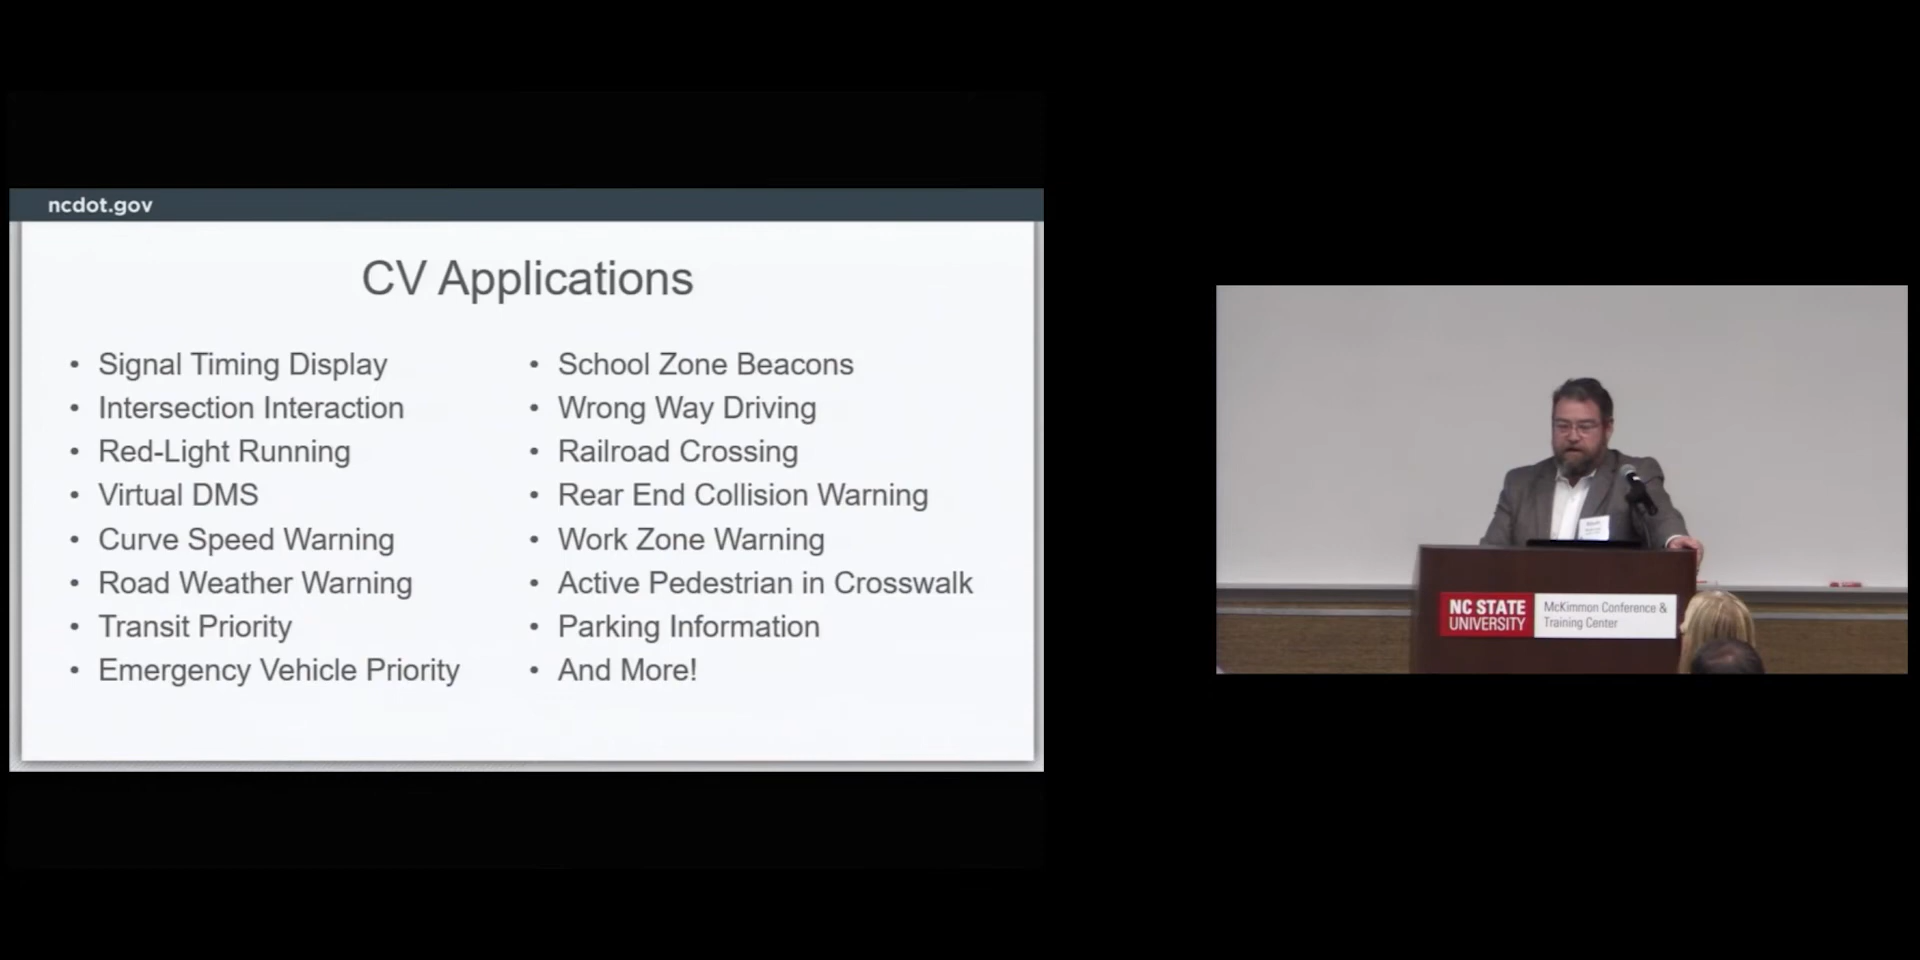 ncdot.gov
CV Applications
• Signal Timing Display
• Intersection Interaction
• Red-Light Running
• Virtual DMS
• Curve Speed Warning
• Road Weather Warning
• Transit Priority
• Emergency Vehicle Priority
• School Zone Beacons
• Wrong Way Driving
• Railroad Crossing
• Rear End Collision Warning
• Work Zone Warning
• Active Pedestrian in Crosswalk
• Parking Information
• And More!
NC STATE
UNIVERSITY
McKimmon Conference &
Training Center